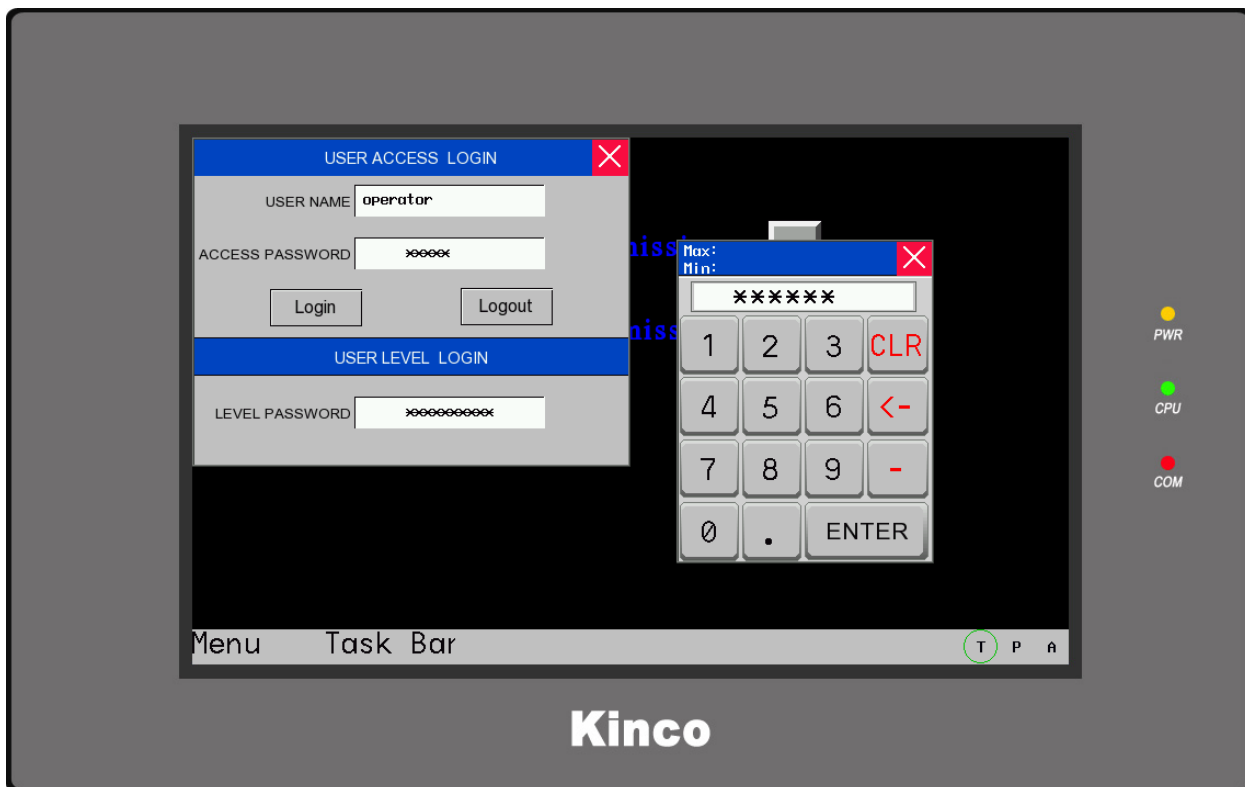 USER ACCESS LOGIN
USER NAME operator
ACCESS PASSWORD *****
Login Logout
USER LEVEL LOGIN
LEVEL PASSWORD **********
Max:
Min:
******
1 2 3 CLR
4 5 6 <-
7 8 9 -
0 . ENTER
PWR
CPU
COM
Menu Task Bar T P A
Kinco